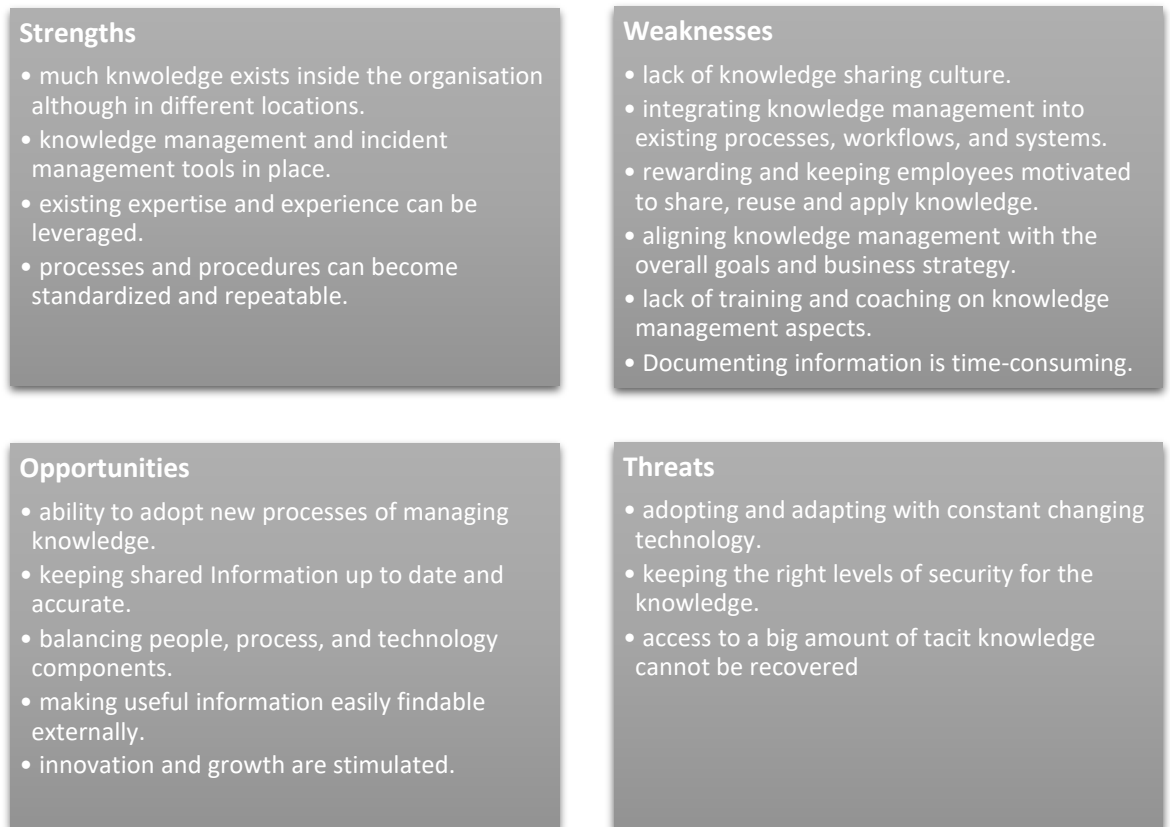 Strengths
• much knwoledge exists inside the organisation
although in different locations.
• knowledge management and incident
management tools in place.
• existing expertise and experience can be
leveraged.
• processes and procedures can become
standardized and repeatable.
Weaknesses
• lack of knowledge sharing culture.
• integrating knowledge management into
existing processes, workflows, and systems.
• rewarding and keeping employees motivated
to share, reuse and apply knowledge.
• aligning knowledge management with the
overall goals and business strategy.
• lack of training and coaching on knowledge
management aspects.
• Documenting information is time-consuming.
Opportunities
• ability to adopt new processes of managing
knowledge.
• keeping shared Information up to date and
accurate.
• balancing people, process, and technology
components.
• making useful information easily findable
externally.
• innovation and growth are stimulated.
Threats
• adopting and adapting with constant changing
technology.
• keeping the right levels of security for the
knowledge.
• access to a big amount of tacit knowledge
cannot be recovered